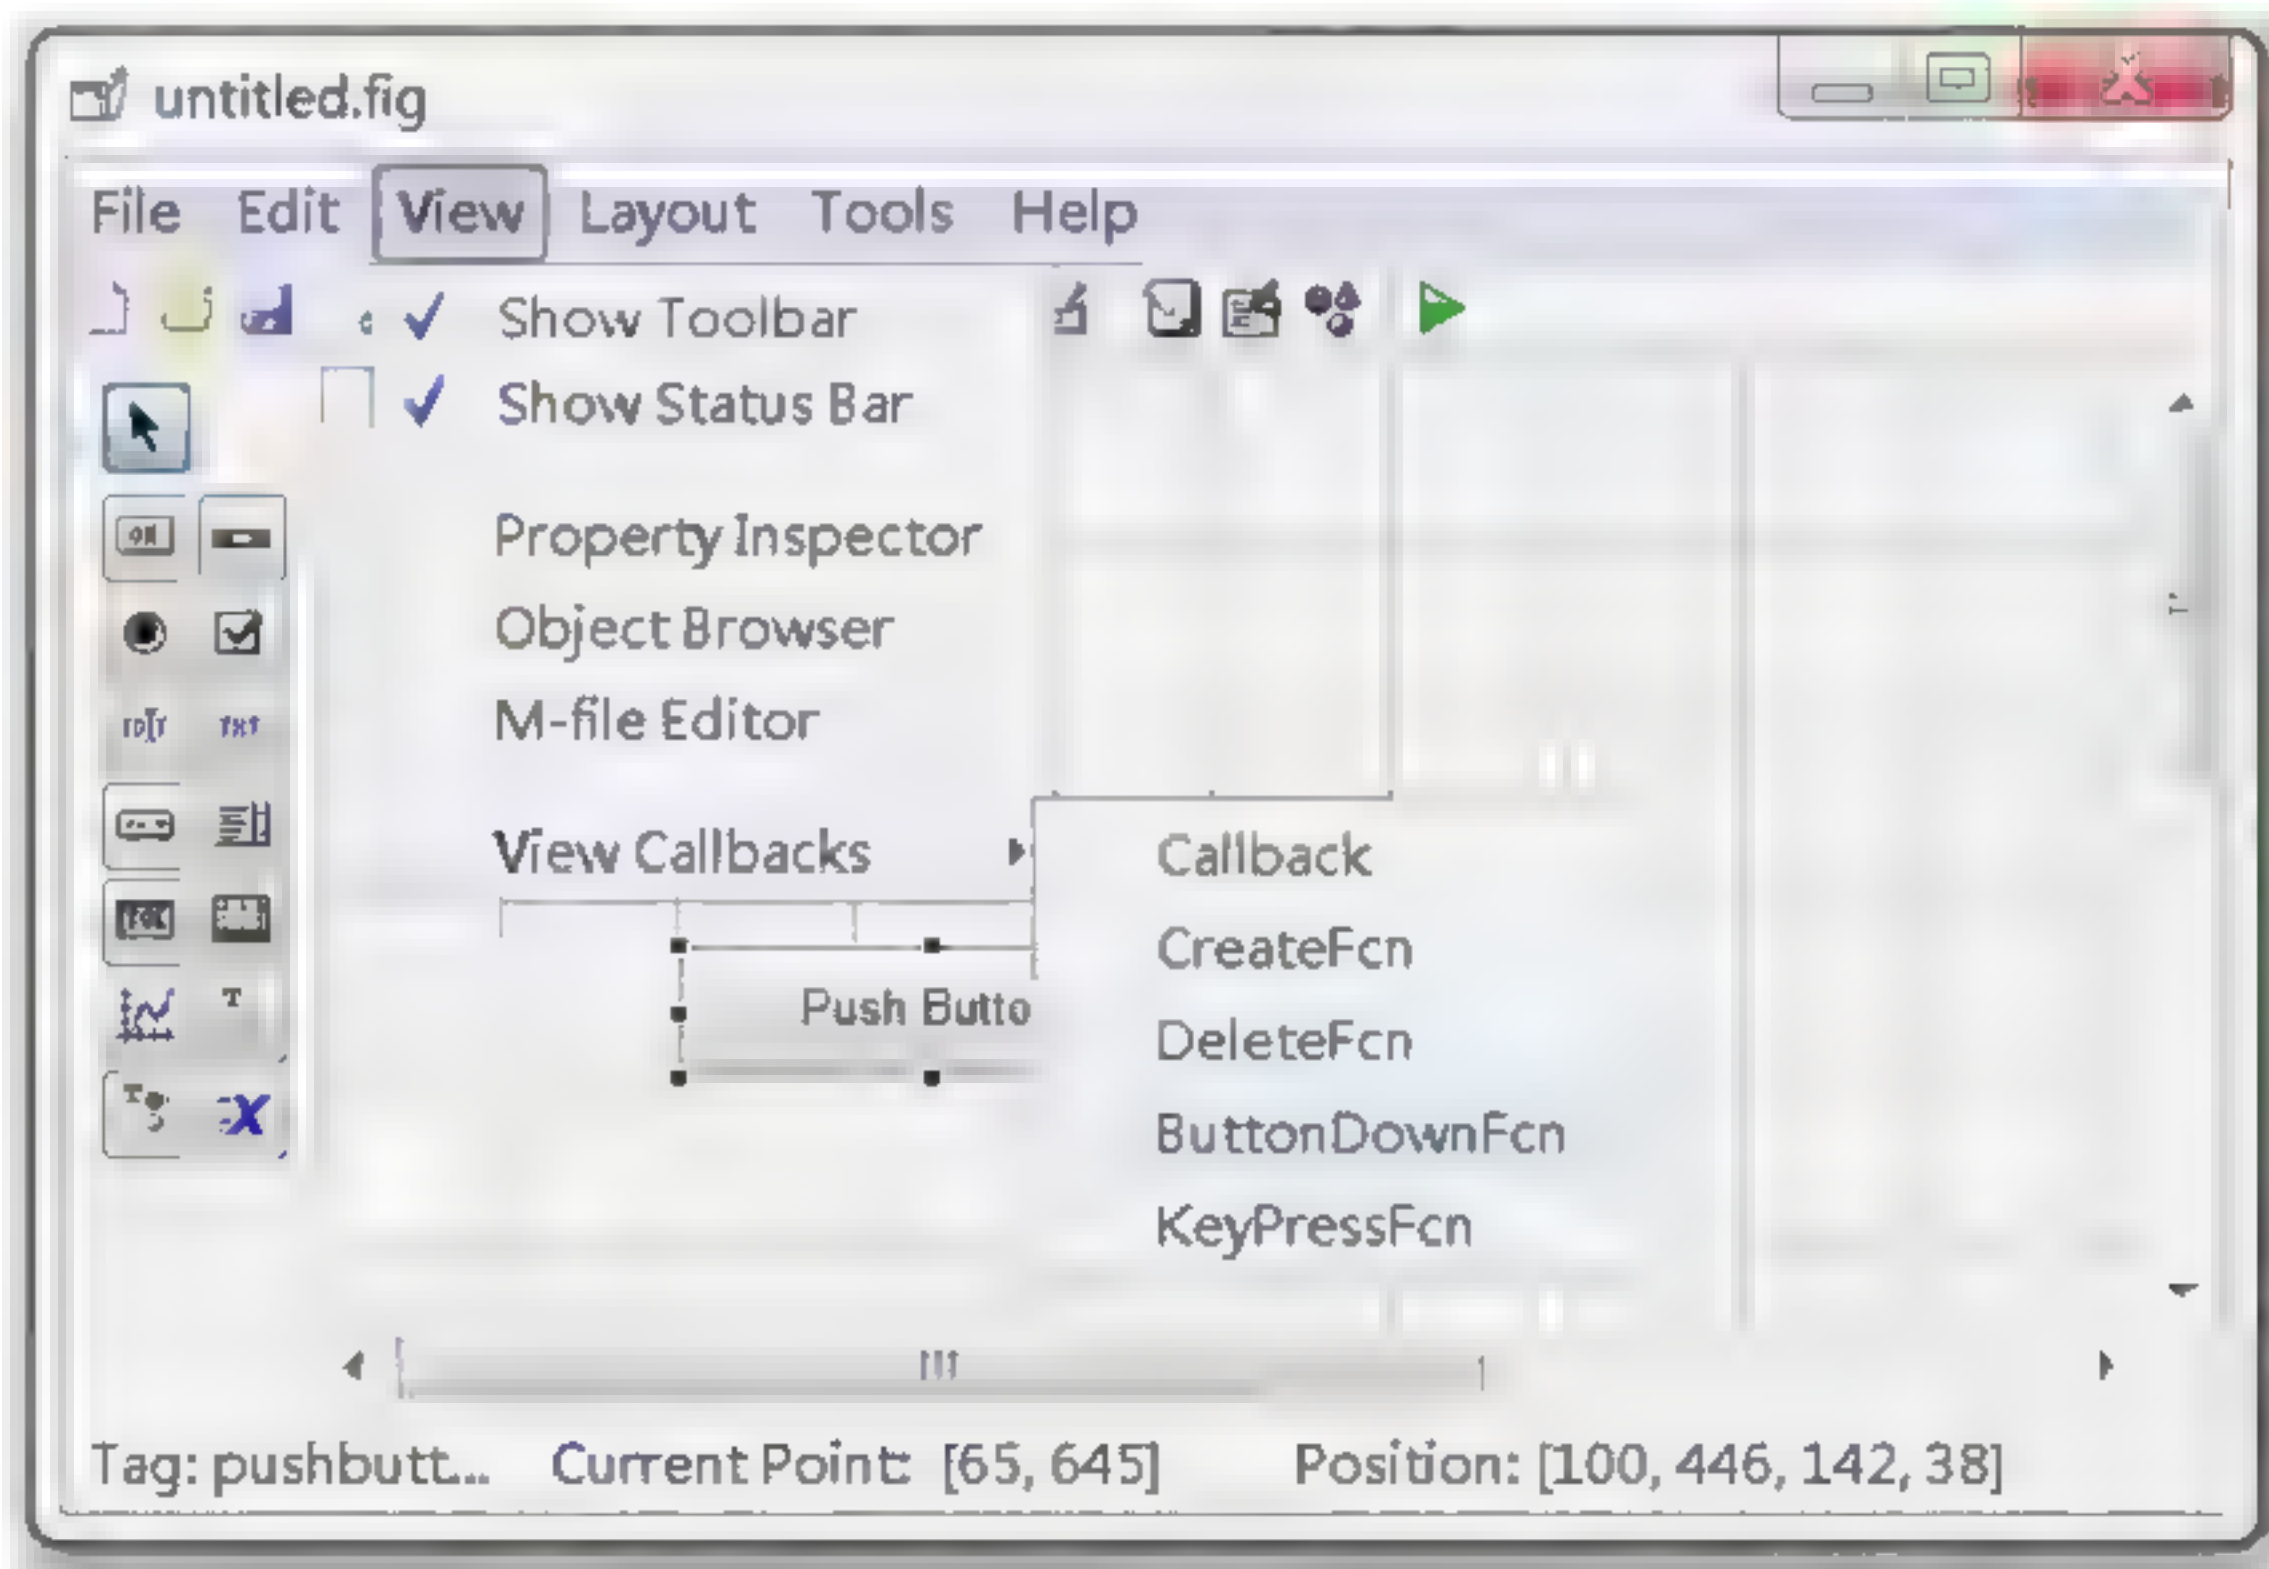 untitled.fig
File Edit View Layout Tools Help
Show Toolbar
Show Status Bar
Property Inspector
Object Browser
M-file Editor
View Callbacks
Callback
CreateFcn
DeleteFcn
ButtonDownFcn
KeyPressFcn
Push Butto
TXT
Tag: pushbutt... Current Point: [65, 645] Position: [100, 446, 142, 38]